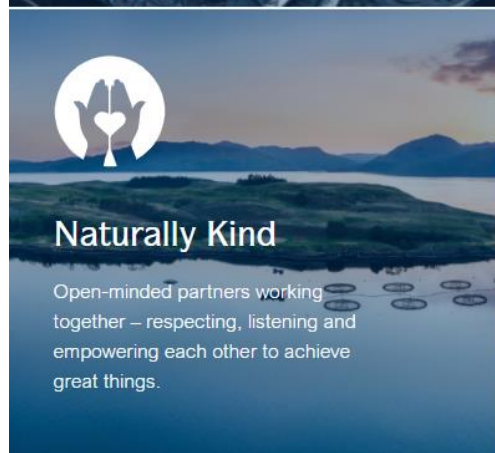 Naturally Kind
Open-minded partners working
together – respecting, listening and
empowering each other to achieve
great things.